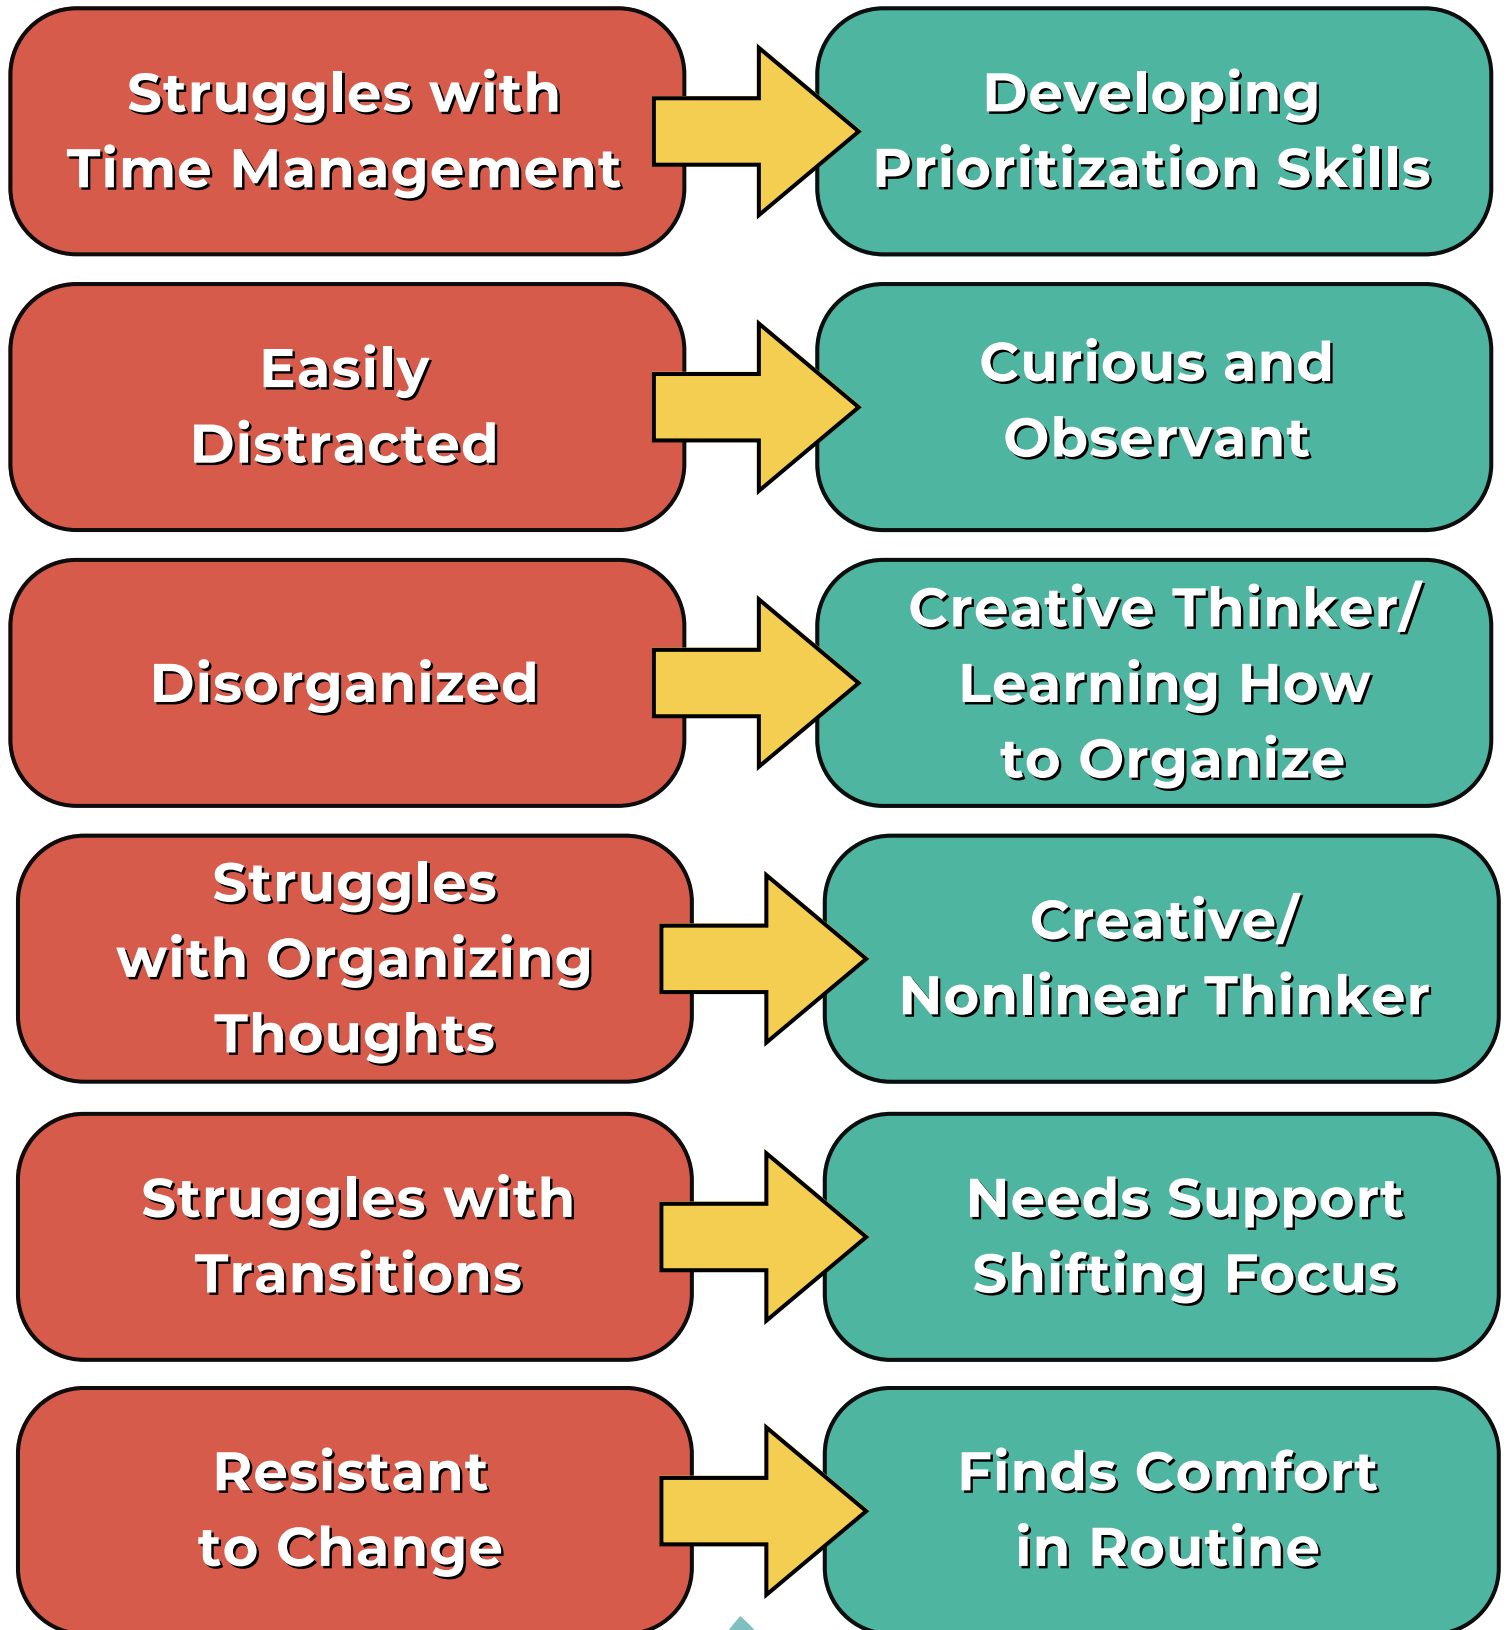 Struggles with
Time Management
Developing
Prioritization Skills
Easily
Distracted
Curious and
Observant
Disorganized
Creative Thinker/
Learning How
to Organize
Struggles
with Organizing
Thoughts
Creative/
Nonlinear Thinker
Struggles with
Transitions
Needs Support
Shifting Focus
Resistant
to Change
Finds Comfort
in Routine